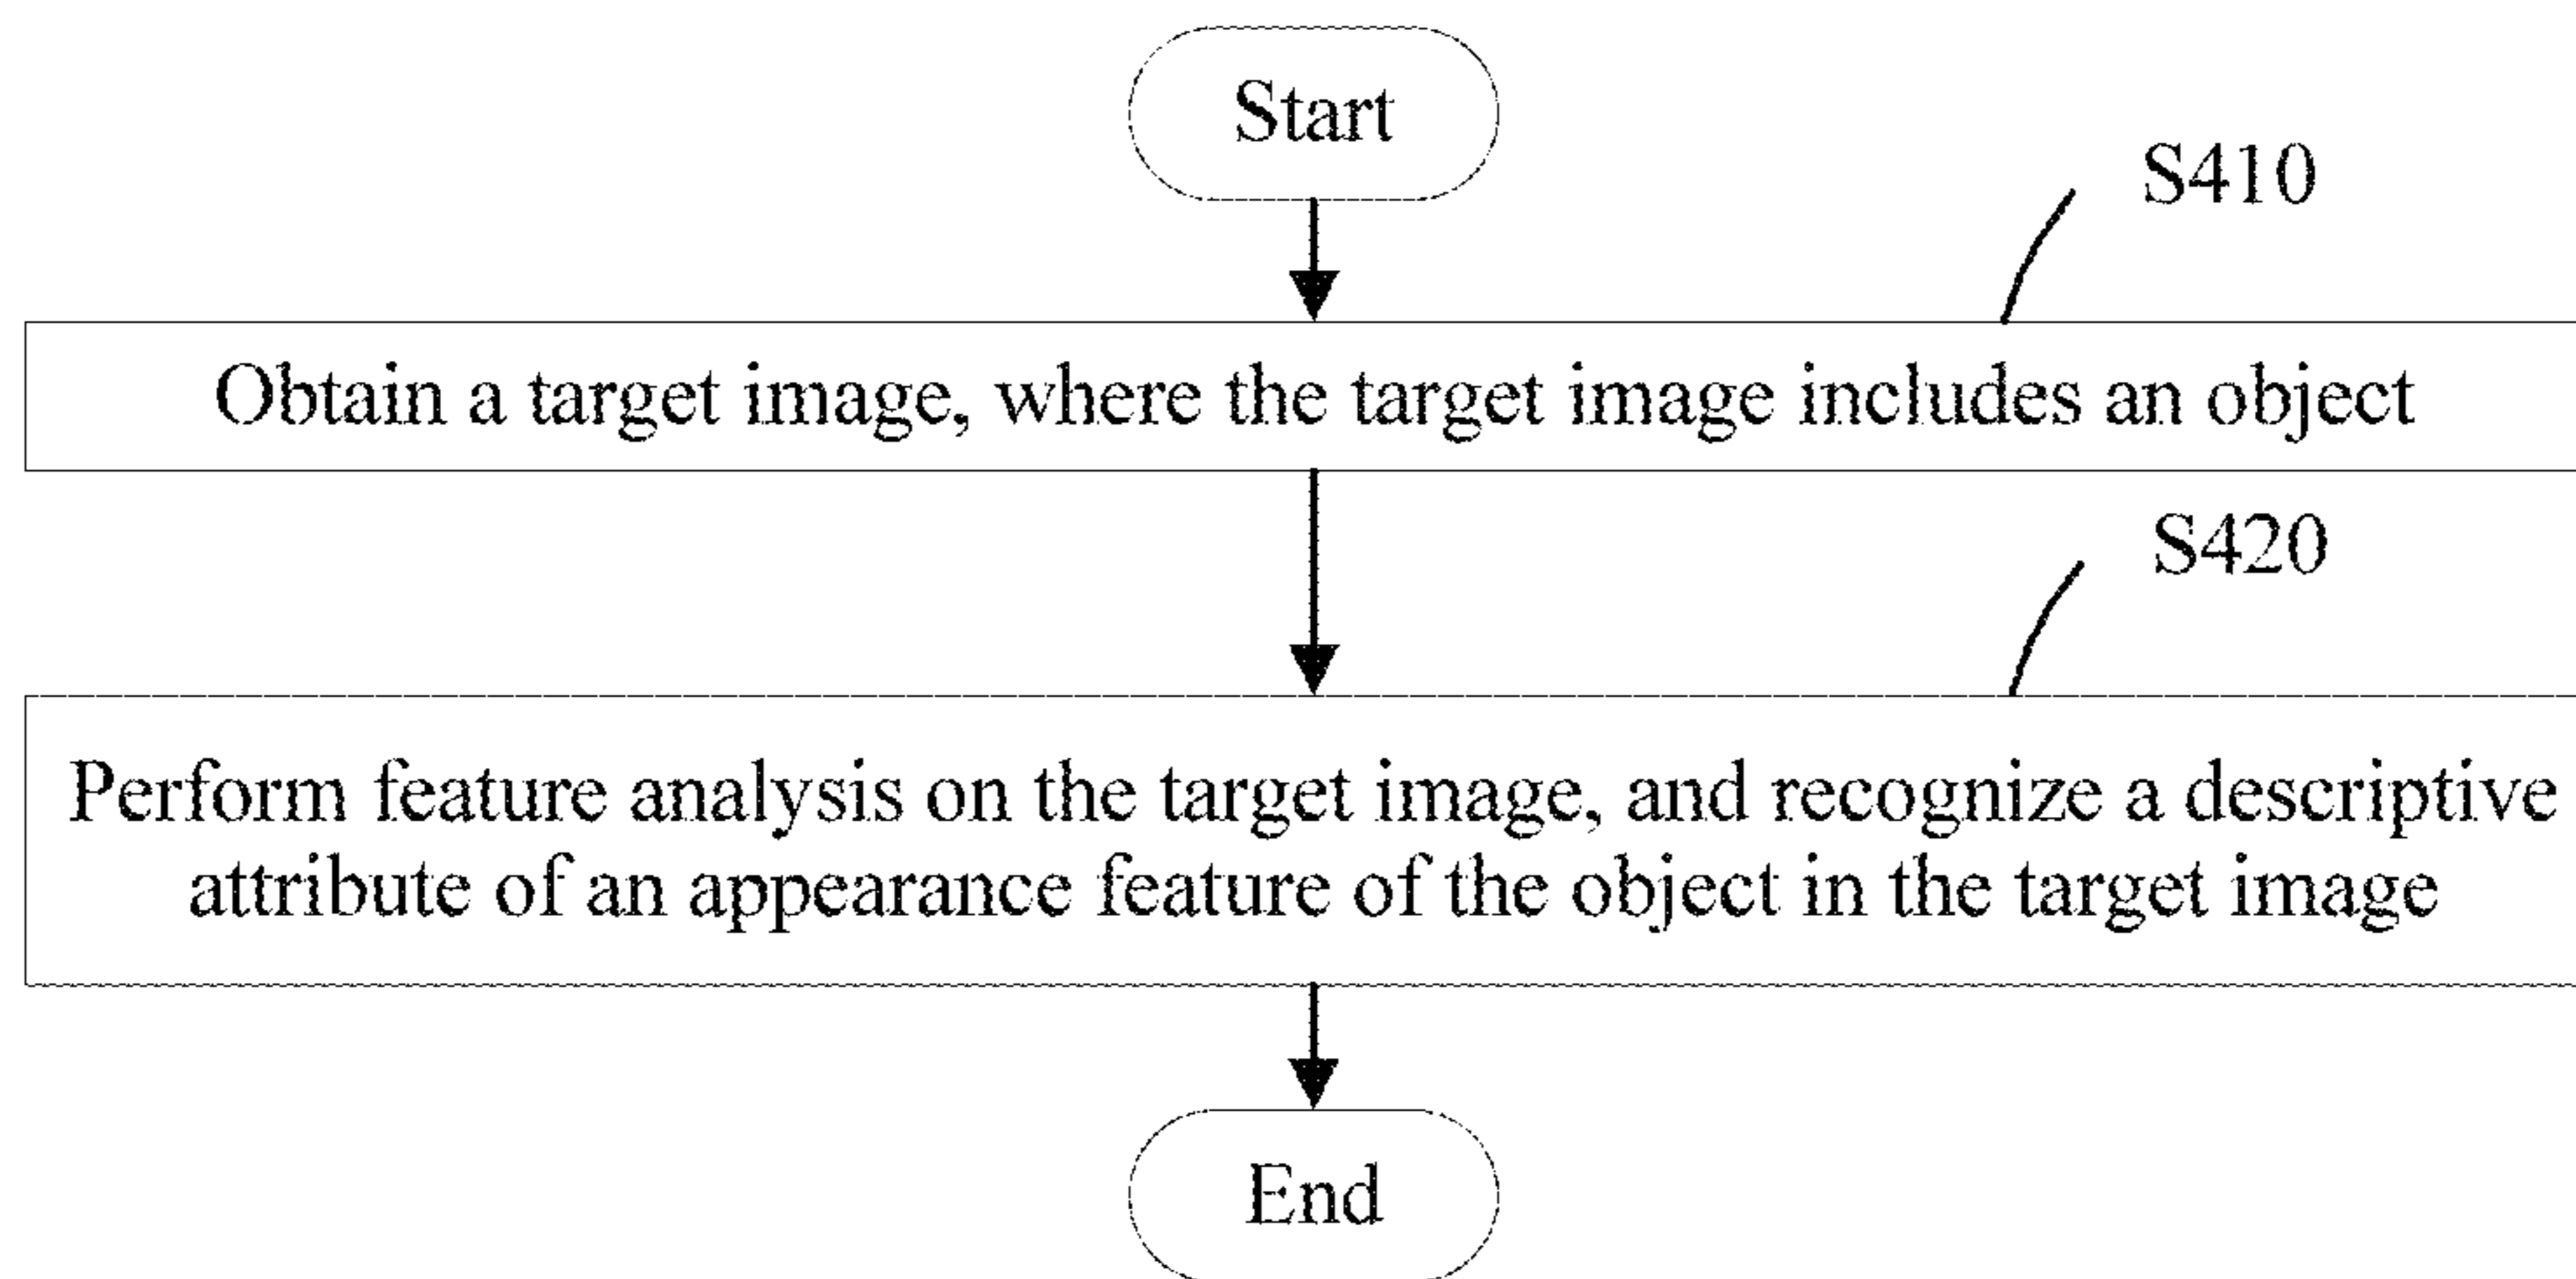 Start
S410
Obtain a target image, where the target image includes an object
S420
Perform feature analysis on the target image, and recognize a descriptive
attribute of an appearance feature of the object in the target image
End